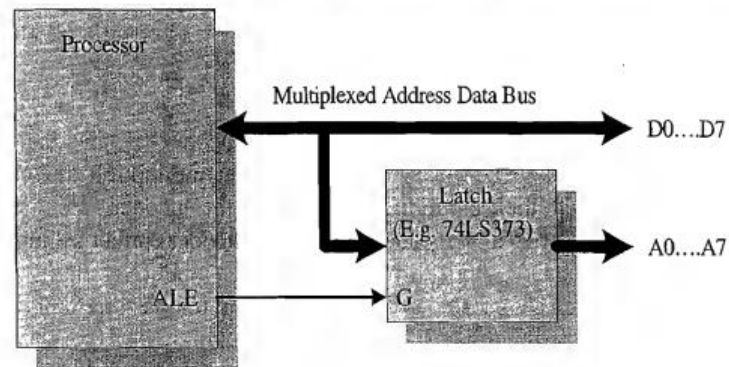 Processor
Multiplexed Address Data Bus
D0....D7
Latch
(E.g. 74LS373)
A0....A7
ALE
G